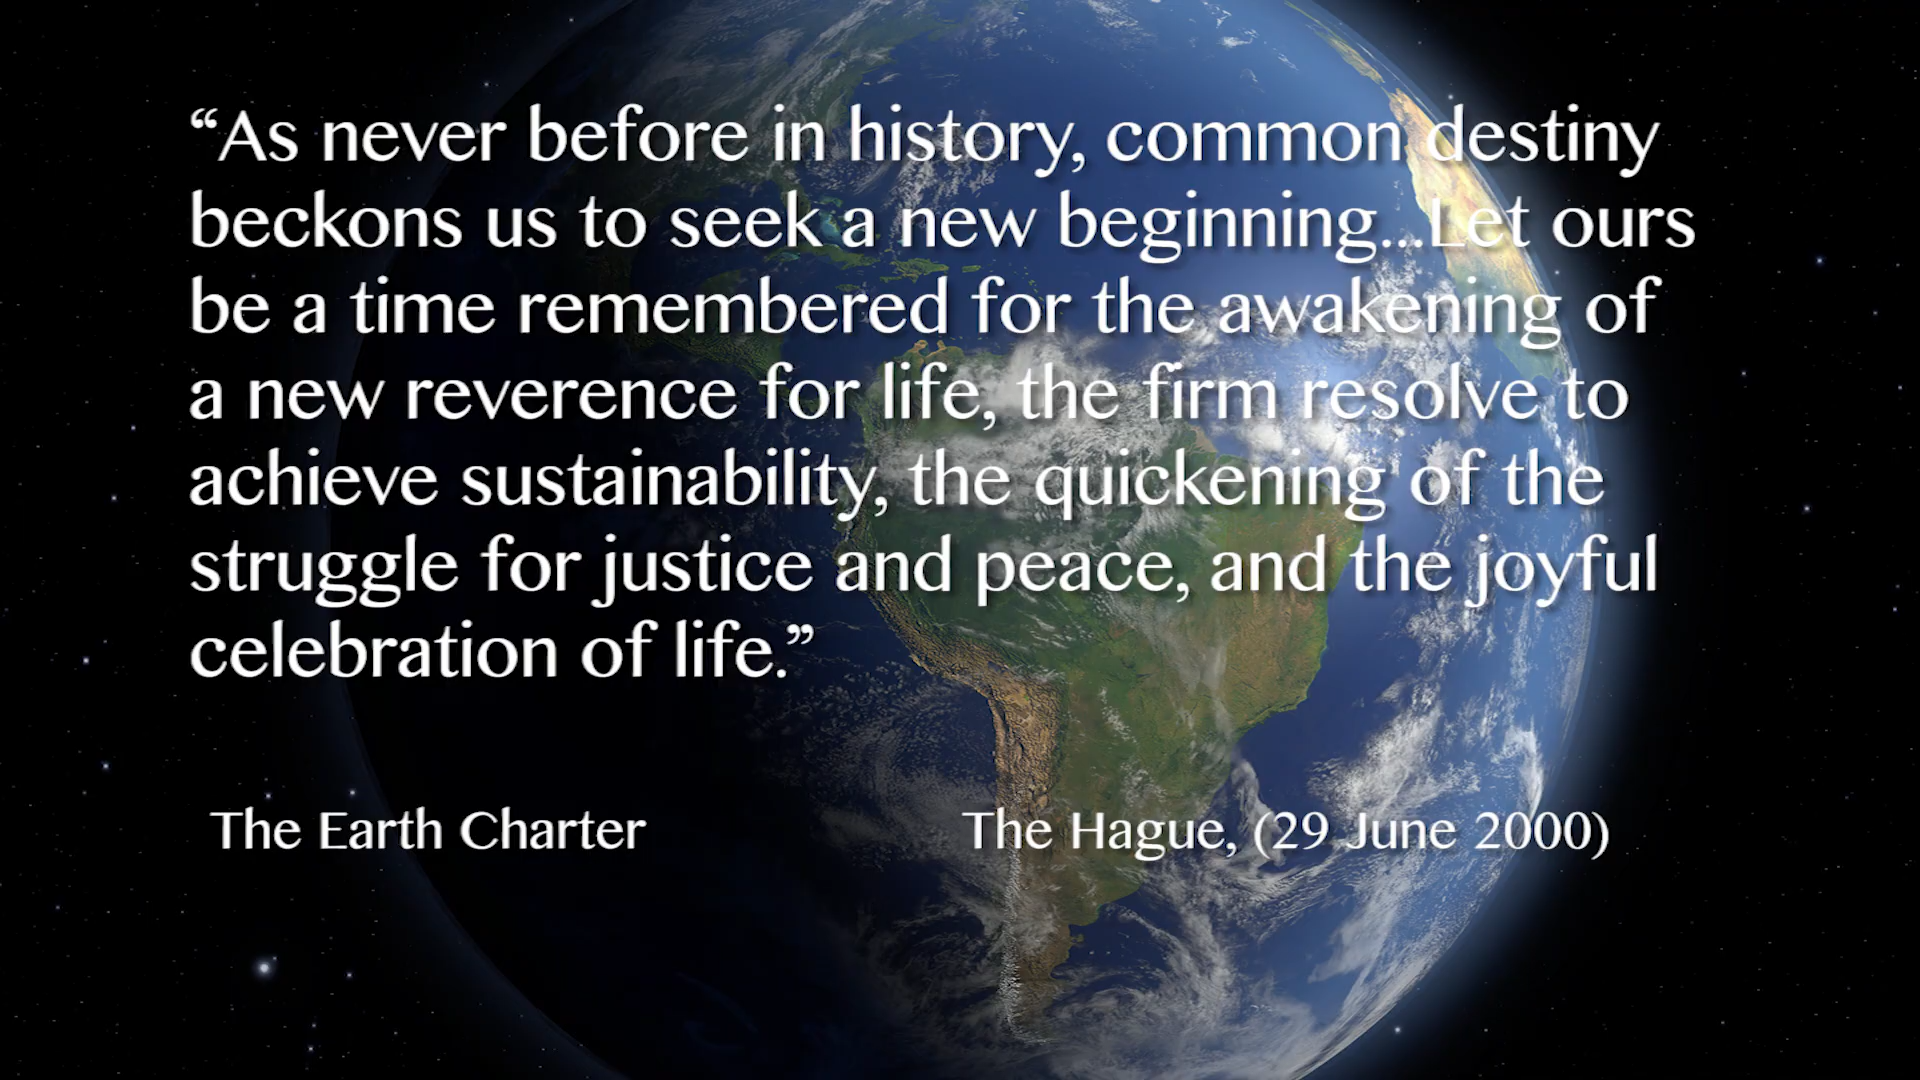 “As never before in history, common destiny
beckons us to seek a new beginning...Let ours
be a time remembered for the awakening of
a new reverence for life, the firm resolve to
achieve sustainability, the quickening of the
struggle for justice and peace, and the joyful
celebration of life.”
The Earth Charter The Hague, (29 June 2000)